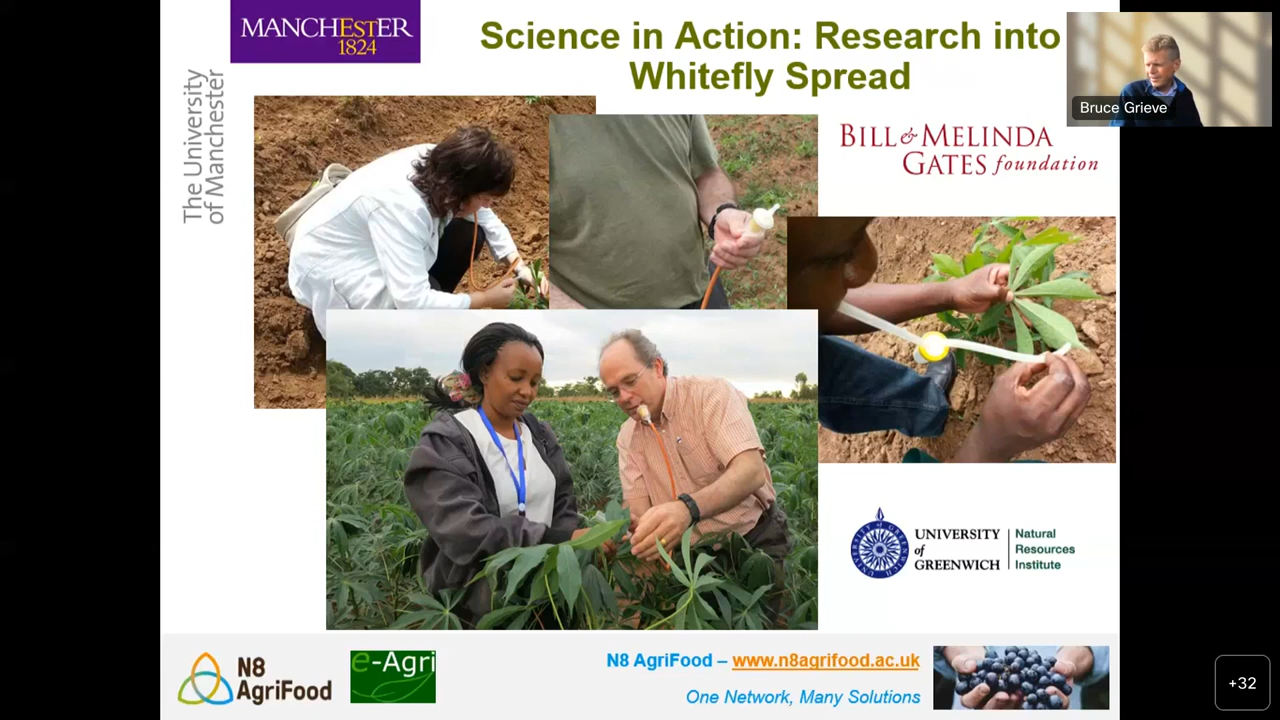 MANCHESTER
1824
The University
of Manchester
Science in Action: Research into
Whitefly Spread
Bruce Grieve
BILL & MELINDA
GATES foundation
UNIVERSITY
of
GREENWICH
Natural
Resources
Institute
N8
AgriFood
e-Agri
N8 AgriFood – www.n8agrifood.ac.uk
One Network, Many Solutions
+32